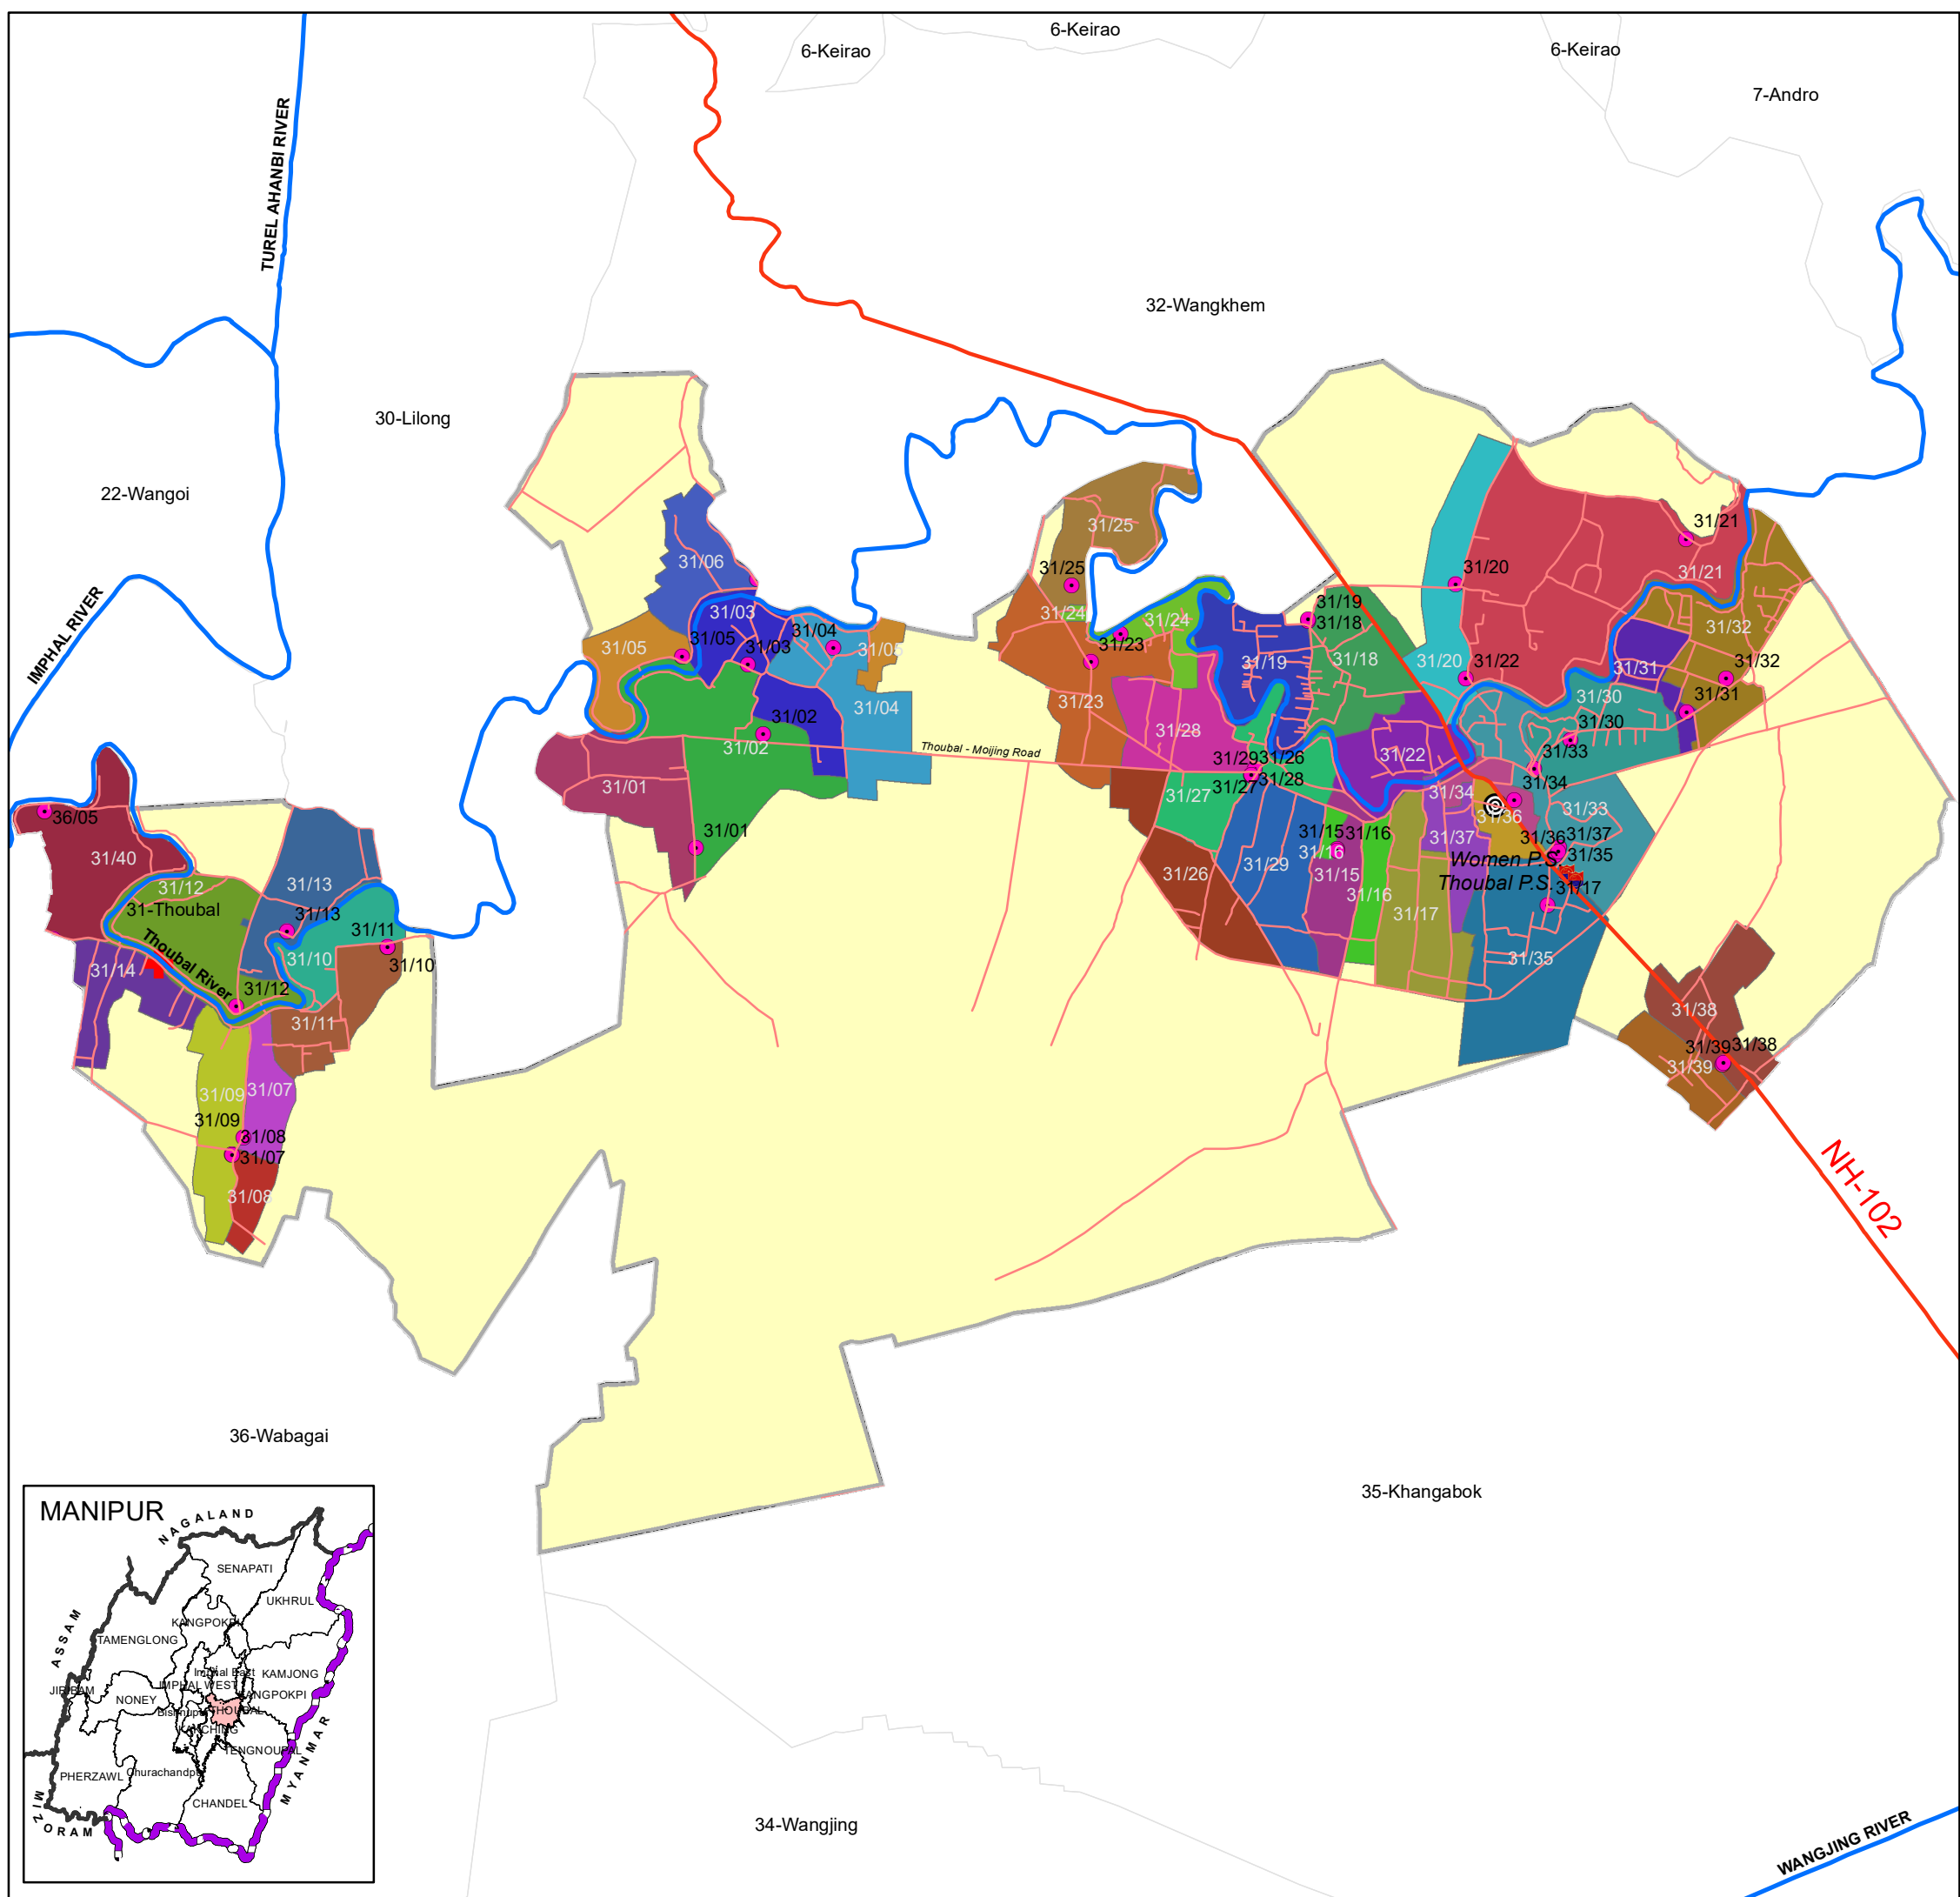 6-Keirao
6-Keirao
6-Keirao
7-Andro
TUREL AHANBI RIVER
32-Wangkhem
30-Lilong
22-Wangoi
IMPHAL RIVER
31/21
31/25
31/06
31/20
31/25
31/21
31/19
31/03
31/24
31/24
31/18
31/04
31/32
31/05
31/03
31/23
31/05
31/05
31/19
31/18
31/20
31/22
31/32
31/31
31/30
31/31
31/23
31/04
31/02
31/28
31/30
31/02
Thoubal - Moijing Road
31/22
31/33
31/29
31/26
31/27
31/28
31/01
31/27
31/34
31/34
31/33
36/05
31/36
31/01
31/15
31/16
31/37
31/36
31/37
31/40
31/16
31/29
Women P.S.
31/35
31/26
31/15
Thoubal P.S.
31/17
31/12
31/13
31/16
31-Thoubal
31/13
31/17
31/11
Thoubal River
31/10
31/10
31/35
31/14
31/12
31/11
31/38
31/39
31/38
31/39
31/09
31/07
31/09
31/08
31/07
31/08
NH-102
36-Wabagai
35-Khangabok
34-Wangjing
WANGJING RIVER
MANIPUR
NAGALAND
SENAPATI
UKHRUL
ASSAM
KANGPOKPI
TAMENGLONG
Imphal East
KAMJONG
JIRIBAM
IMPHAL WEST
KANGPOKPI
NONEY
Bishnupur
THOUBAL
KAKCHING
TENGNOUPAL
MYANMAR
PHERZAWL
Churachandpur
CHANDEL
MIZORAM